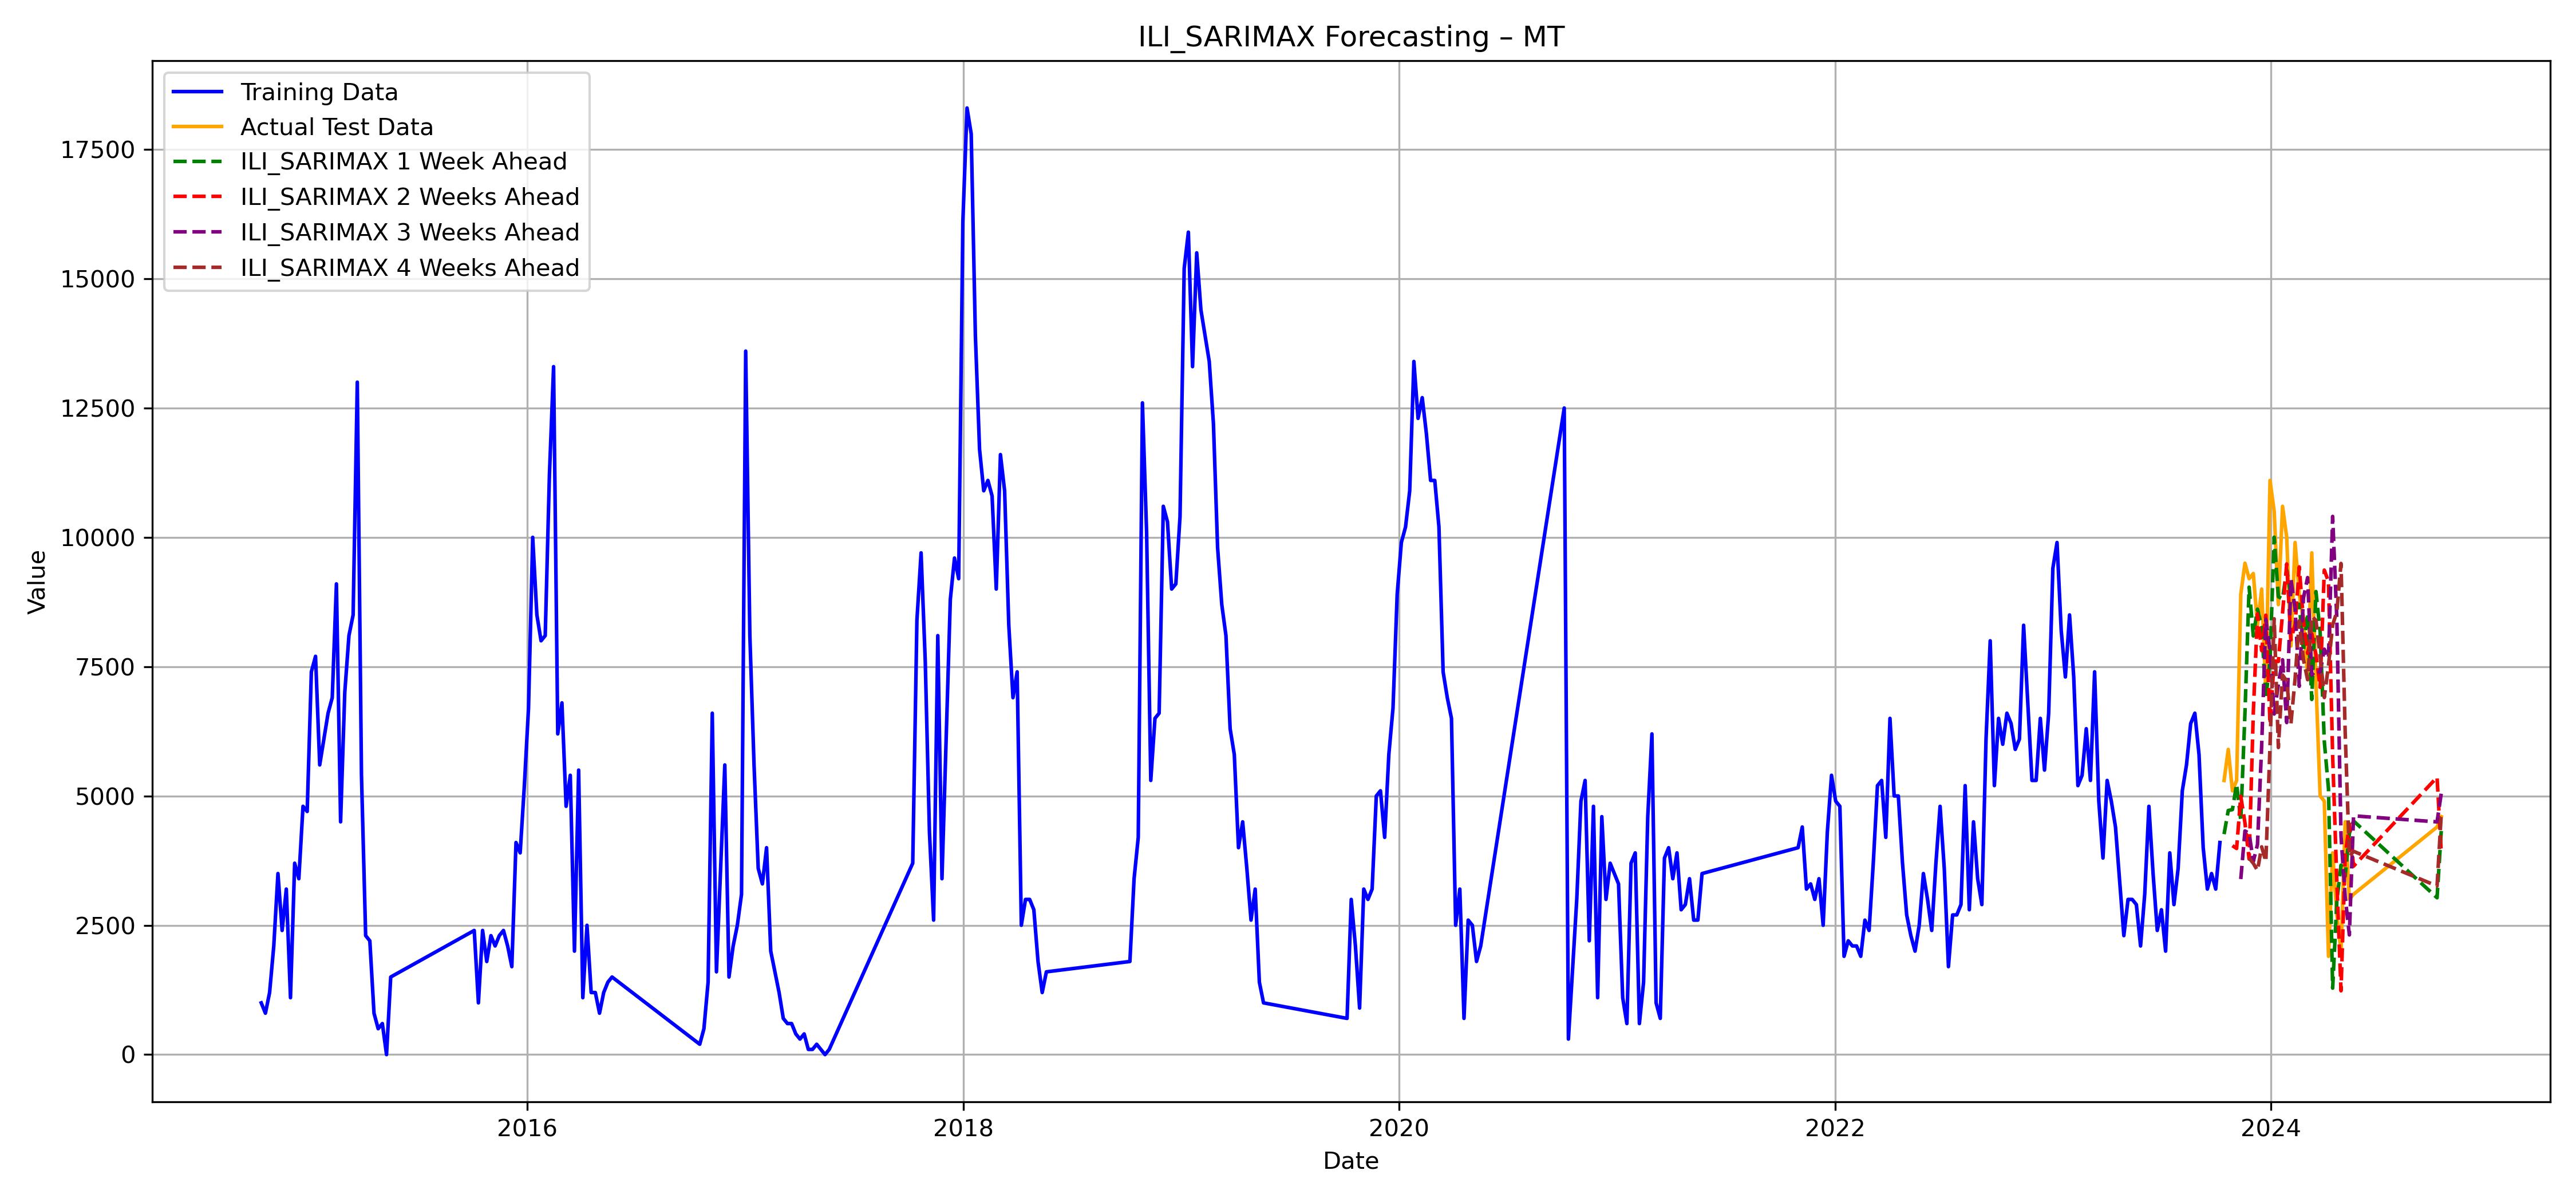 ILI_SARIMAX Forecasting – MT
Training Data
Actual Test Data
ILI_SARIMAX 1 Week Ahead
ILI_SARIMAX 2 Weeks Ahead
ILI_SARIMAX 3 Weeks Ahead
ILI_SARIMAX 4 Weeks Ahead
Value
17500
15000
12500
10000
7500
5000
2500
0
2016 2018 2020 2022 2024
Date